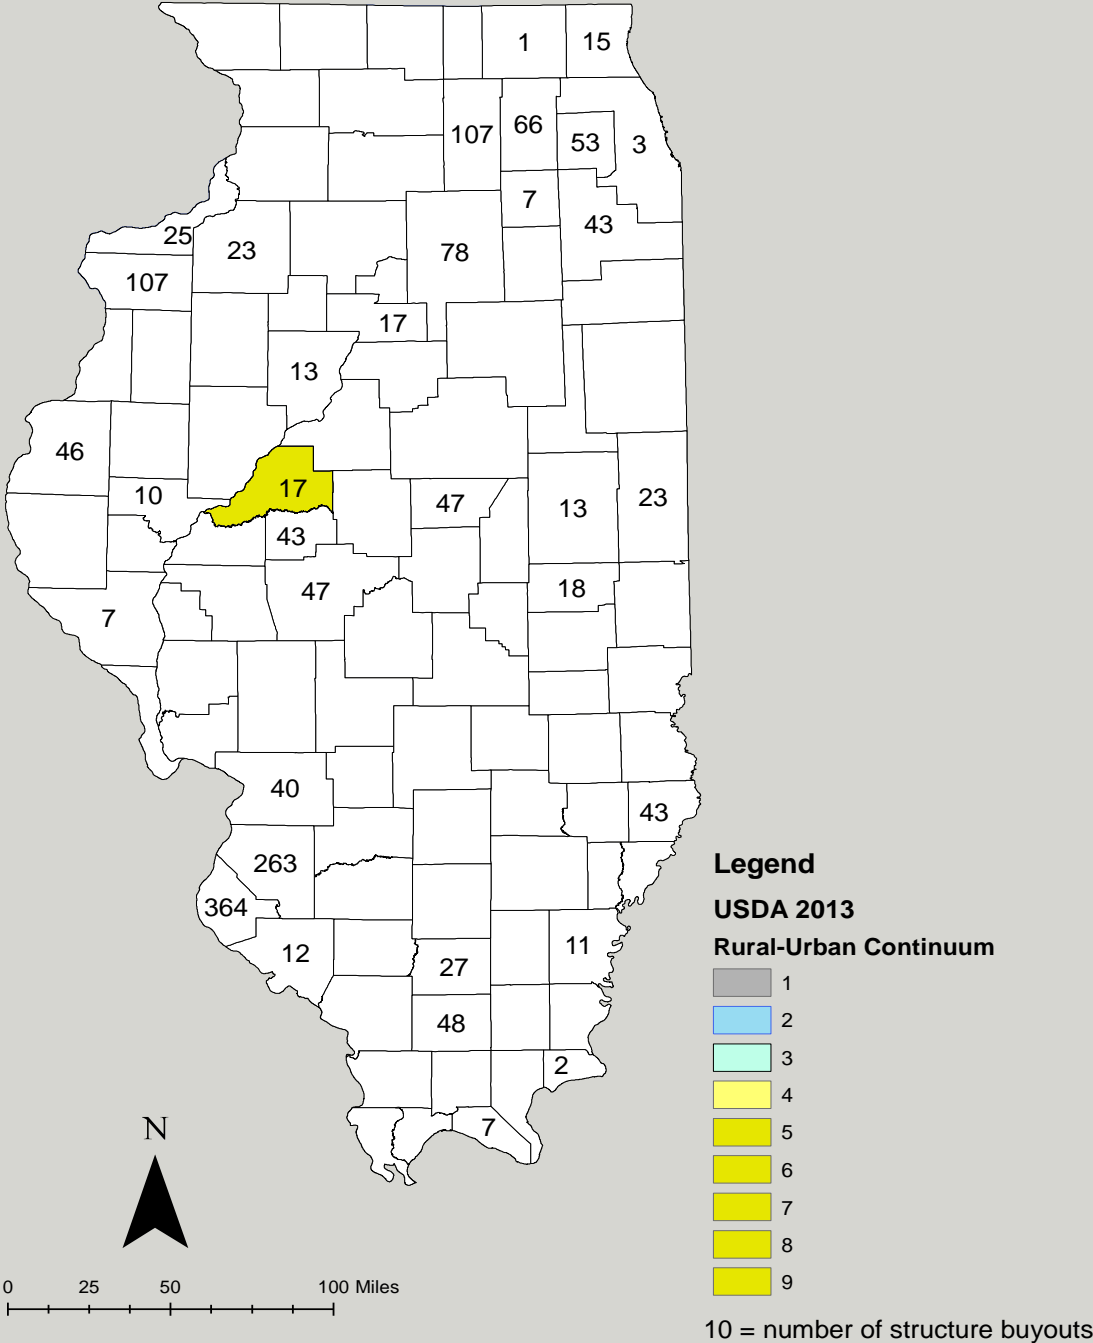 1 15
107 66 53 3
7
25 23 78 43
107
17
13
46
10 17 47 13 23
43
47 18
7
40
43
263
364
12 27 11
48
2
7
Legend
USDA 2013
Rural-Urban Continuum
1
2
3
4
5
6
7
8
9
N
0 25 50 100 Miles
10 = number of structure buyouts